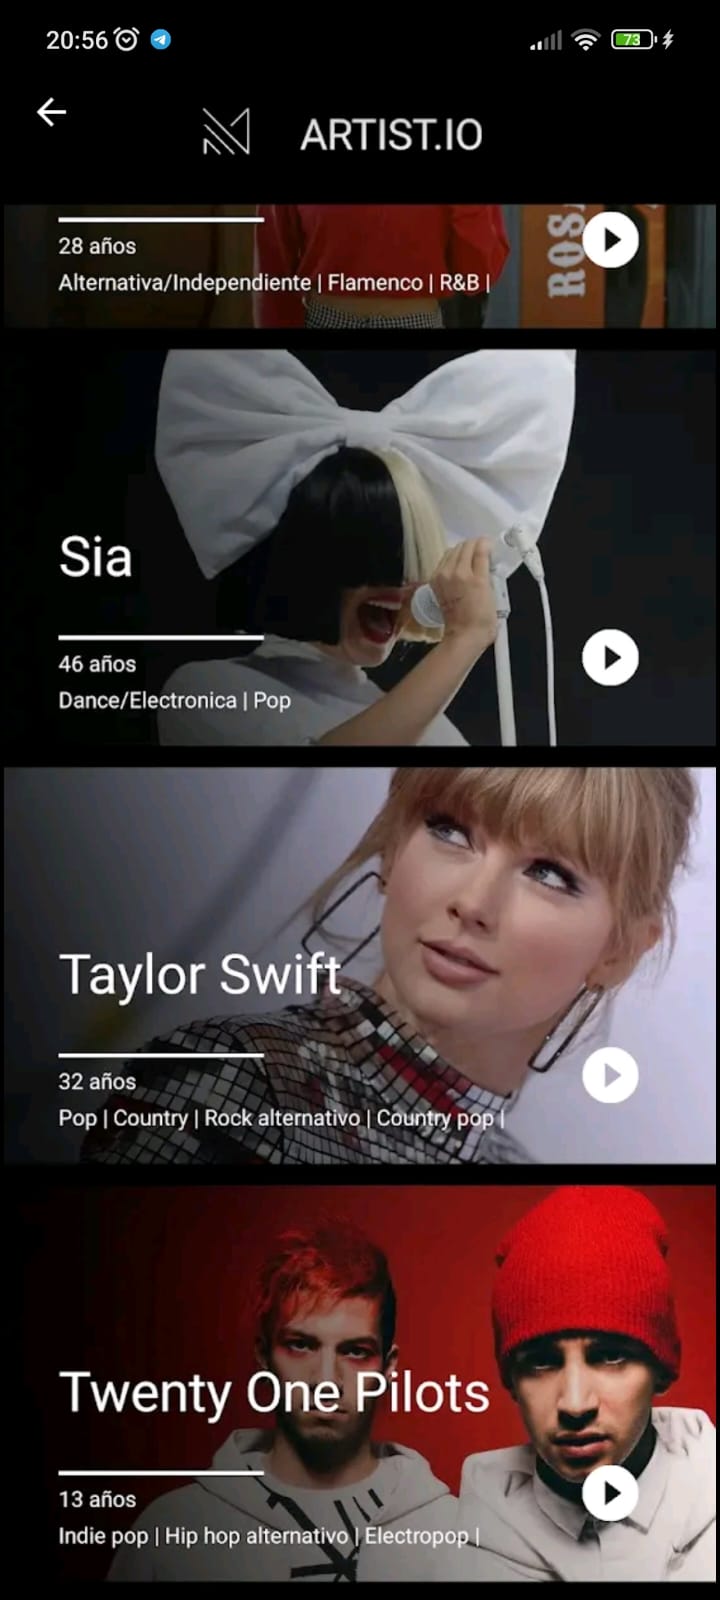 20:56
73
ARTIST.IO
28 años
Alternativa/Independiente | Flamenco | R&B |
ROS
Sia
46 años
Dance/Electronica | Pop
Taylor Swift
32 años
Pop | Country | Rock alternativo | Country pop |
Twenty One Pilots
13 años
Indie pop | Hip hop alternativo | Electropop |